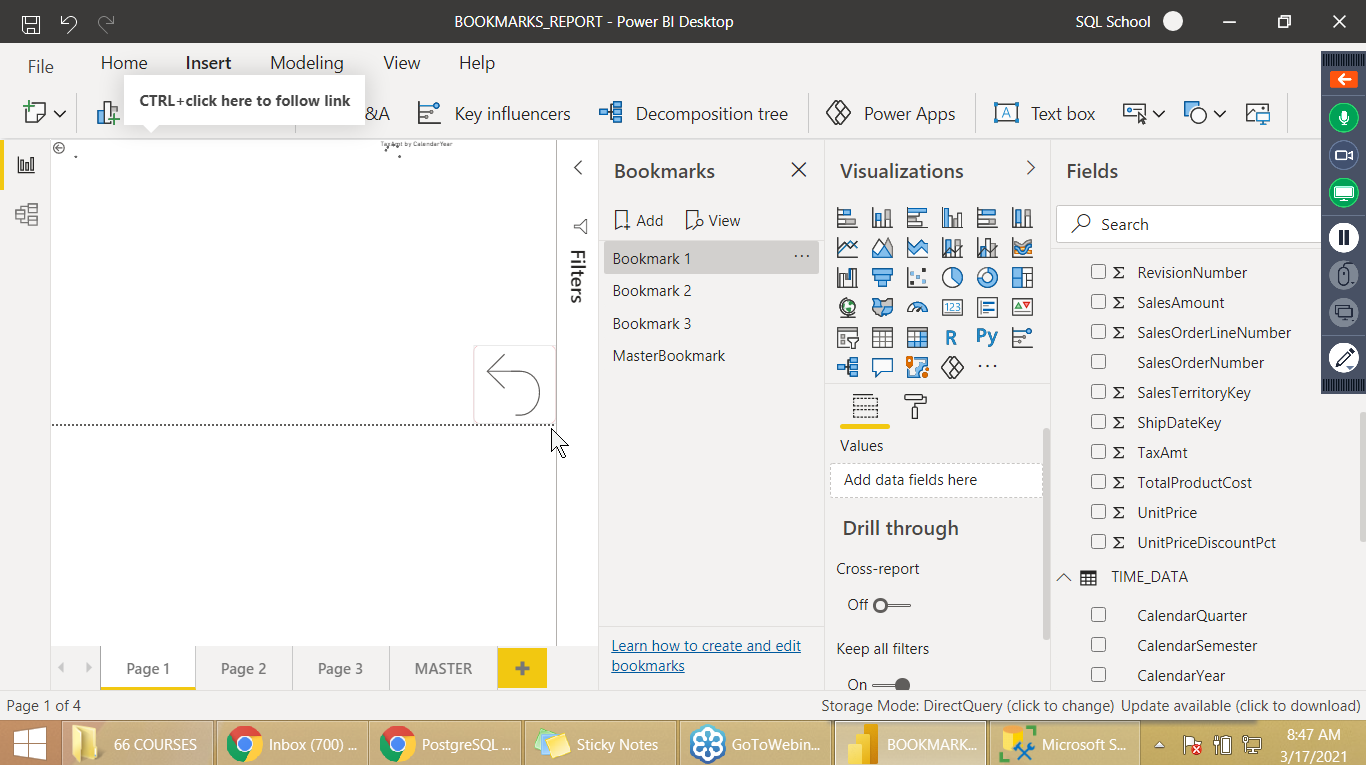 BOOKMARKS_REPORT - Power BI Desktop
SQL School
File
Home
Insert
Modeling
View
Help
CTRL+click here to follow link
&A
Key influencers
Decomposition tree
Power Apps
Text box
Tax Amt by CalendarYear
Filters
Bookmarks
Add
View
Bookmark 1
Bookmark 2
Bookmark 3
MasterBookmark
Learn how to create and edit
bookmarks
Visualizations
R
Py
123
Values
Add data fields here
Drill through
Cross-report
Off
Keep all filters
On
Fields
Search
Σ RevisionNumber
Σ SalesAmount
Σ SalesOrderLineNumber
SalesOrderNumber
Σ SalesTerritoryKey
Σ ShipDateKey
Σ TaxAmt
Σ TotalProductCost
Σ UnitPrice
Σ UnitPriceDiscountPct
TIME_DATA
CalendarQuarter
CalendarSemester
CalendarYear
Page 1
Page 2
Page 3
MASTER
Page 1 of 4
Storage Mode: DirectQuery (click to change)
Update available (click to download)
66 COURSES
Inbox (700) ...
PostgreSQL ...
Sticky Notes
GoToWebin...
BOOKMARK...
Microsoft S...
8:47 AM
3/17/2021